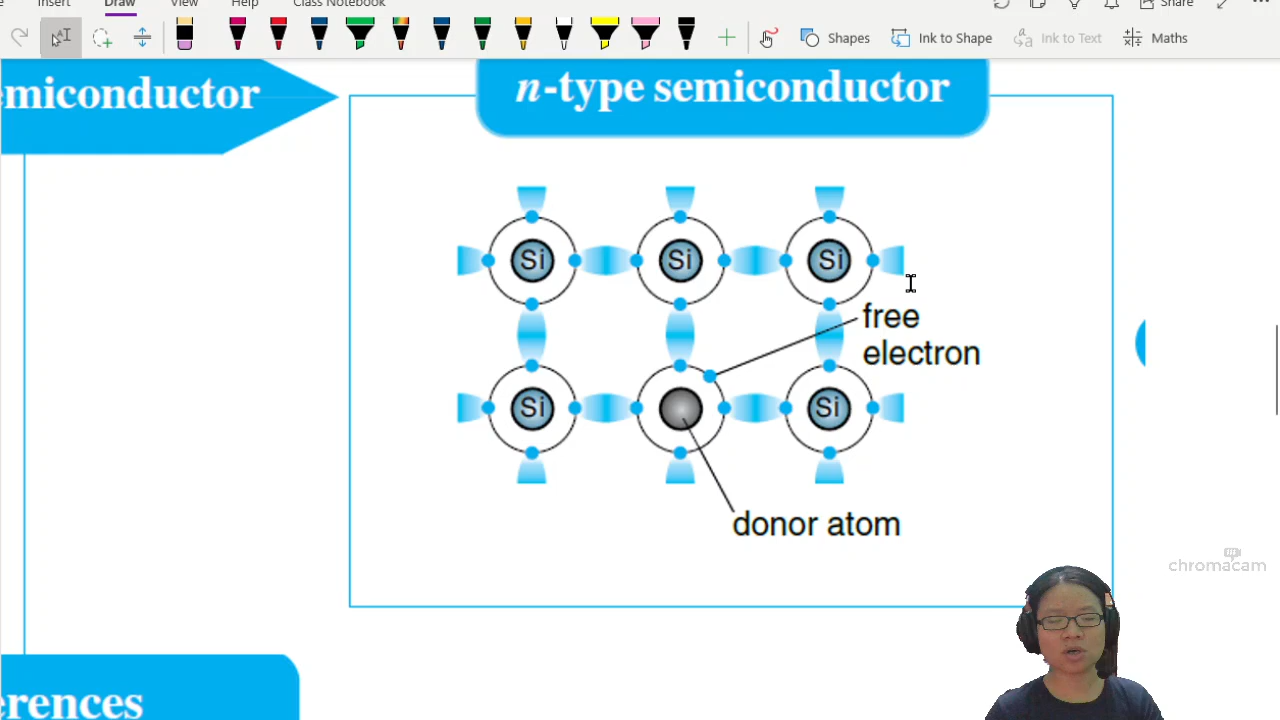 Insert Draw View Help Class Notebook Share
Shapes Ink to Shape Ink to Text Maths
emiconductor
n-type semiconductor
Si Si Si
free
electron
Si Si
donor atom
chromacam
erences